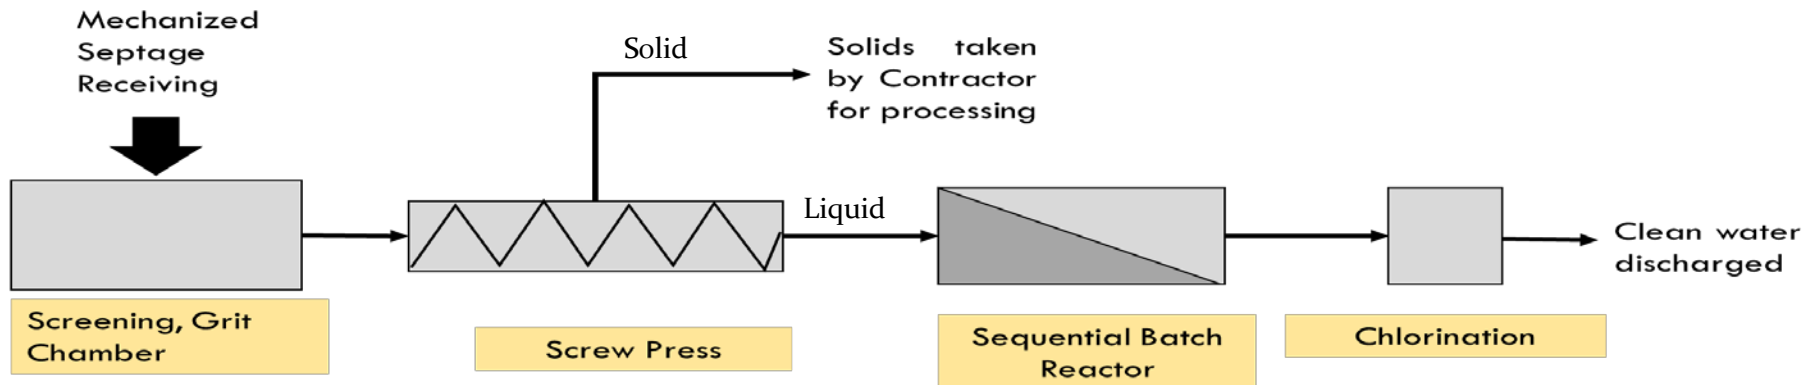 Mechanized
Septage
Receiving
Solid
Solids taken
by Contractor
for processing
Liquid
Clean water
discharged
Screening, Grit
Chamber
Screw Press
Sequential Batch
Reactor
Chlorination